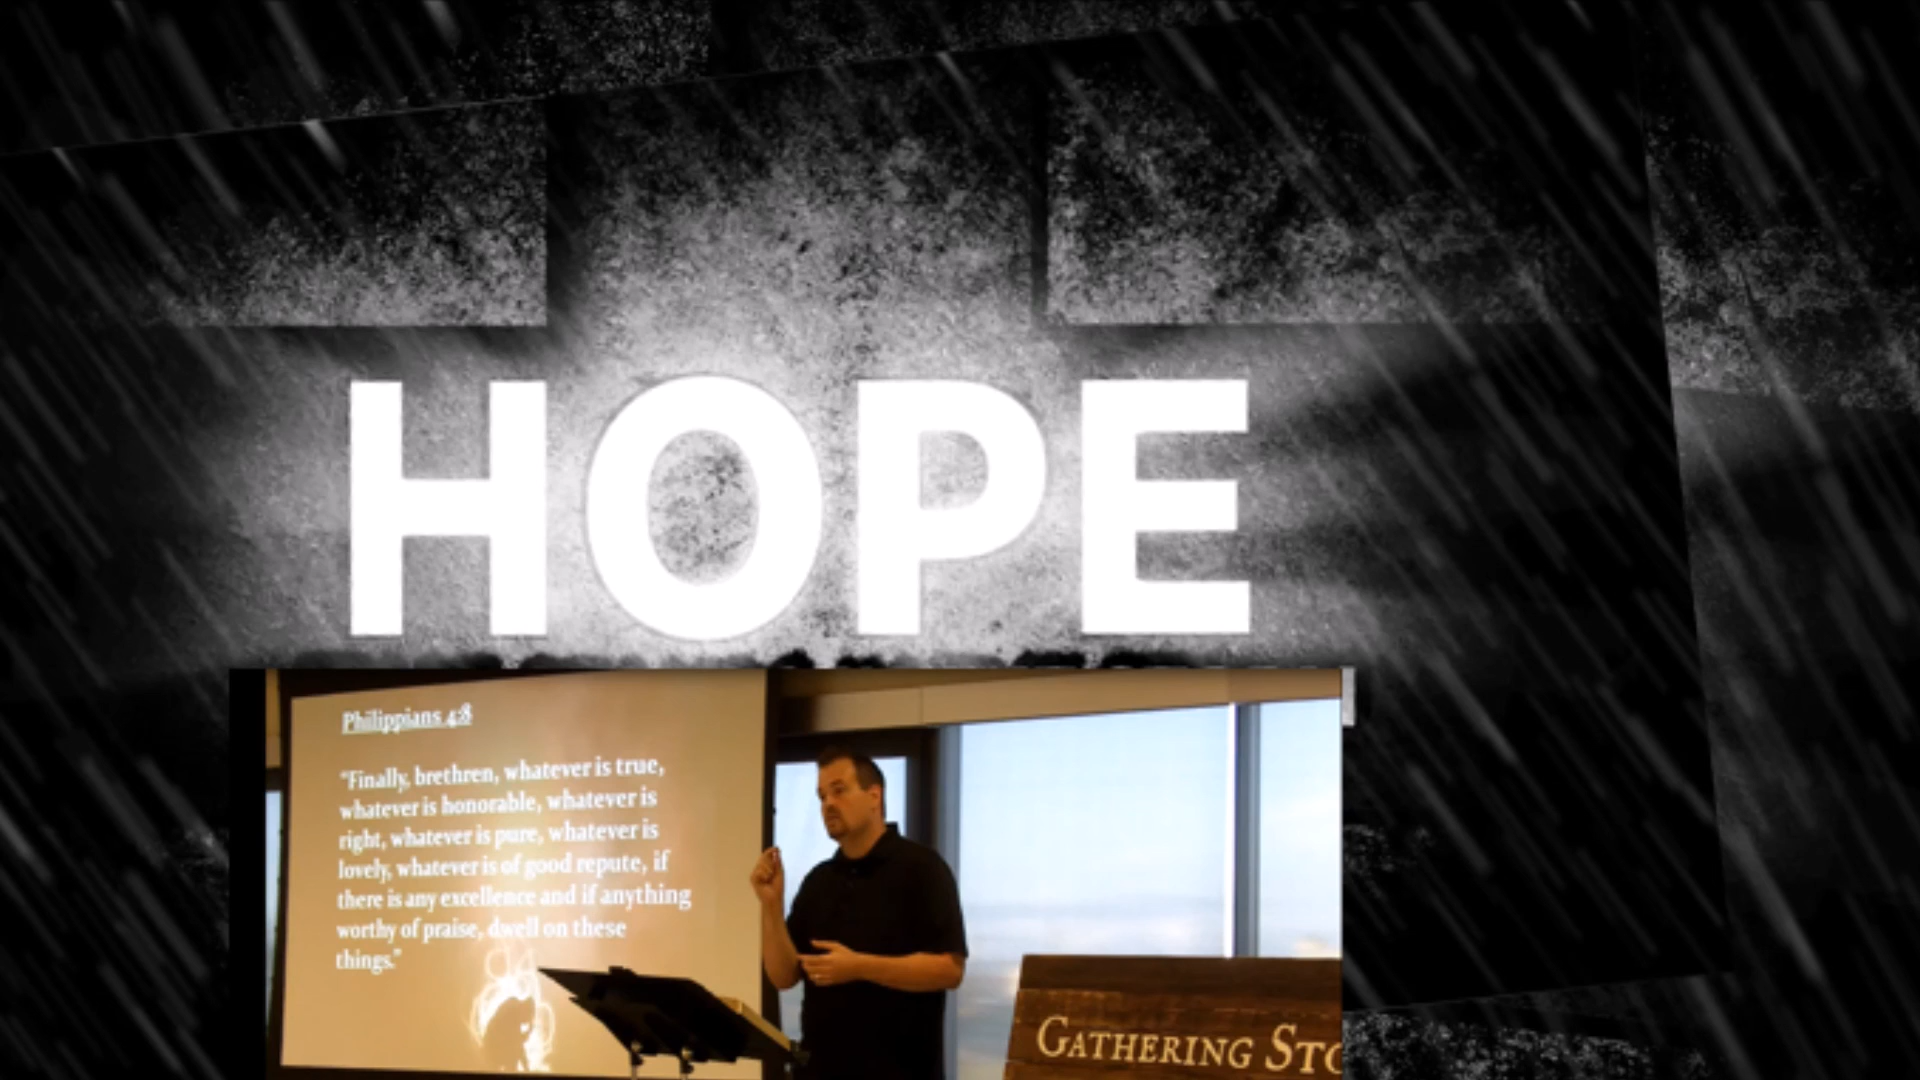 HOPE
Philippians 4:8
"Finally, brethren, whatever is true,
whatever is honorable, whatever is
right, whatever is pure, whatever is
lovely, whatever is of good repute, if
there is any excellence and if anything
worthy of praise, dwell on these
things."
GATHERING